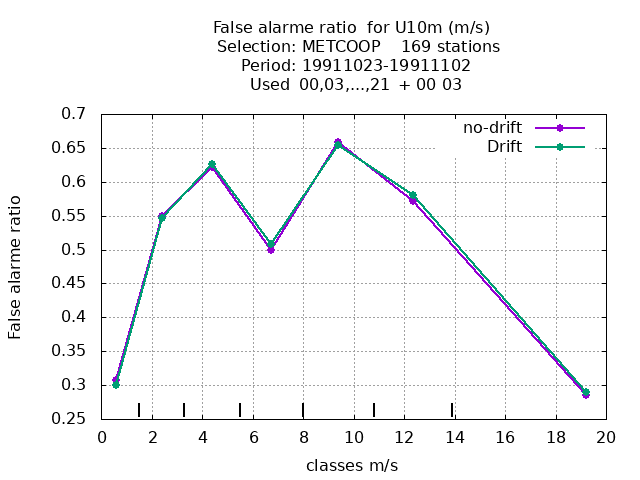 False alarme ratio  for U10m (m/s)
Selection: METCOOP    169 stations
Period: 19911023-19911102
Used  00,03,...,21  + 00 03
no-drift
Drift
0.7
0.65
0.6
0.55
0.5
0.45
0.4
0.35
0.3
0.25
False alarme ratio
0 2 4 6 8 10 12 14 16 18 20
classes m/s